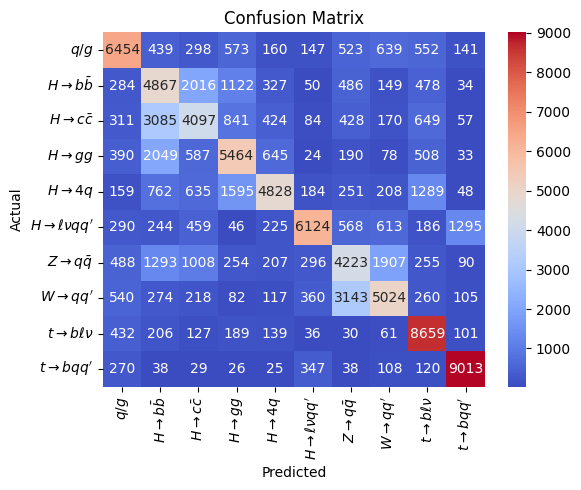 Confusion Matrix
q/g 6454 439 298 573 160 147 523 639 552 141
H → bb̄ 284 4867 2016 1122 327 50 486 149 478 34
H → cc̄ 311 3085 4097 841 424 84 428 170 649 57
H → gg 390 2049 587 5464 645 24 190 78 508 33
H → 4q 159 762 635 1595 4828 184 251 208 1289 48
H → ℓνqq′ 290 244 459 46 225 6124 568 613 186 1295
Z → qq̄ 488 1293 1008 254 207 296 4223 1907 255 90
W → qq′ 540 274 218 82 117 360 3143 5024 260 105
t → bℓν 432 206 127 189 139 36 30 61 8659 101
t → bqq′ 270 38 29 26 25 347 38 108 120 9013
q/g H → bb̄ H → cc̄ H → gg H → 4q H → ℓνqq′ Z → qq̄ W → qq′ t → bℓν t → bqq′
Predicted
Actual
9000
8000
7000
6000
5000
4000
3000
2000
1000